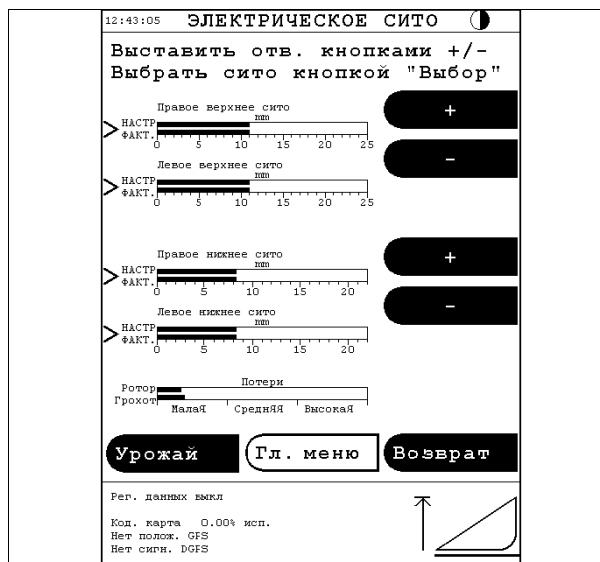 12:43:05 ЭЛЕКТРИЧЕСКОЕ СИТО
Выставить отв. кнопками +/-
Выбрать сито кнопкой "Выбор"
+
Правое верхнее сито
mm
НАСТР
ФАКТ.
0 5 10 15 20 25
-
Левое верхнее сито
mm
НАСТР
ФАКТ.
0 5 10 15 20 25
+
Правое нижнее сито
mm
НАСТР
ФАКТ.
0 5 10 15 20
-
Левое нижнее сито
mm
НАСТР
ФАКТ.
0 5 10 15 20
Потери
Ротор
Грохот
МалаЯ СреднЯЯ ВысокаЯ
Урожай Гл. меню Возврат
Рег. данных выкл
Код. карта 0.00% исп.
Нет полож. GPS
Нет сигн. DGPS